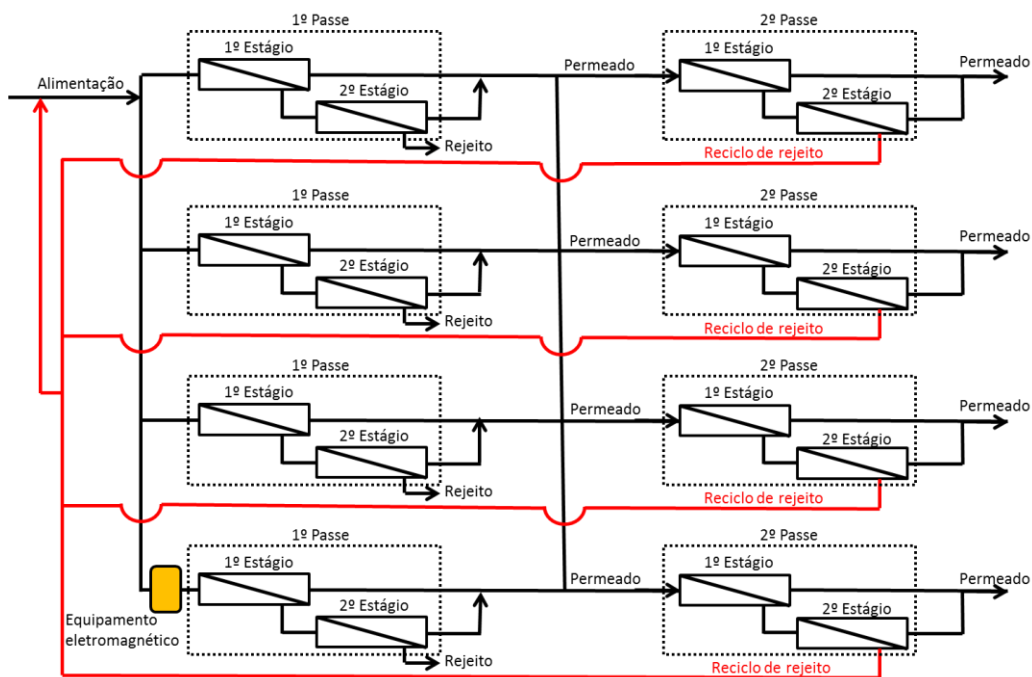 1º Passe
2º Passe
1º Estágio
1º Estágio
Permeado
Permeado
Alimentação
2º Estágio
2º Estágio
Rejeito
Reciclo de rejeito
1º Passe
2º Passe
1º Estágio
1º Estágio
Permeado
Permeado
2º Estágio
2º Estágio
Rejeito
Reciclo de rejeito
1º Passe
2º Passe
1º Estágio
1º Estágio
Permeado
Permeado
2º Estágio
2º Estágio
Rejeito
Reciclo de rejeito
1º Passe
2º Passe
1º Estágio
1º Estágio
Permeado
Permeado
2º Estágio
2º Estágio
Equipamento
eletromagnético
Rejeito
Reciclo de rejeito